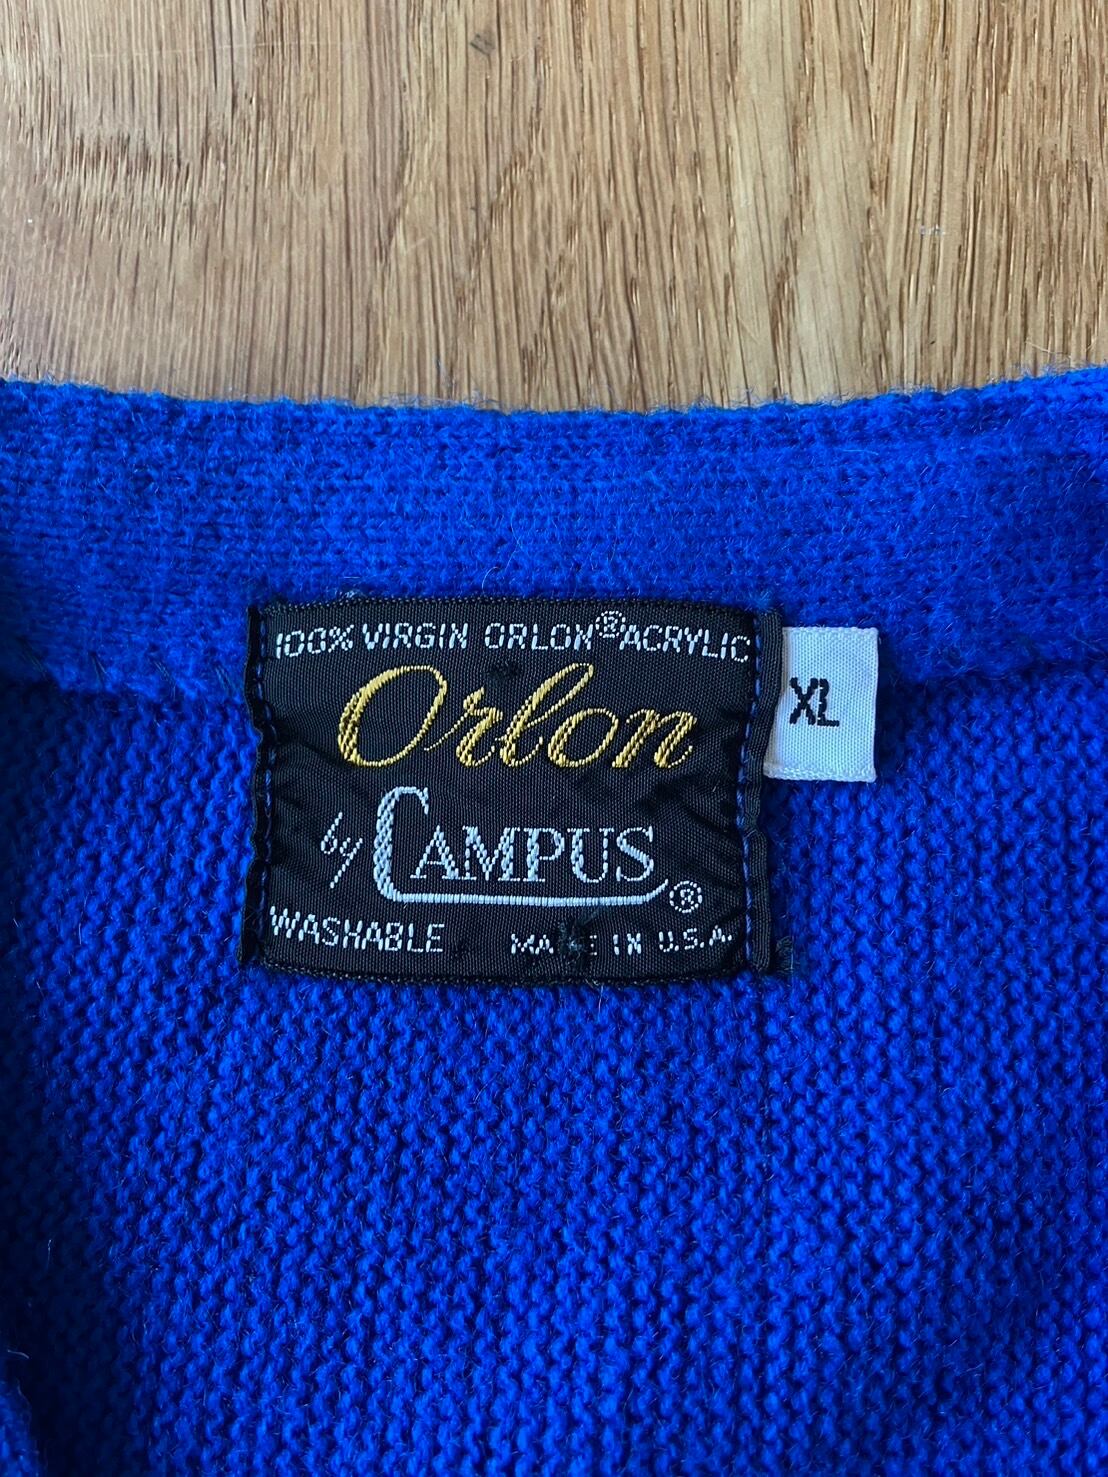 100% VIRGIN ORLON® ACRYLIC
Orlon
by CAMPUS®
WASHABLE MADE IN U.S.A.
XL